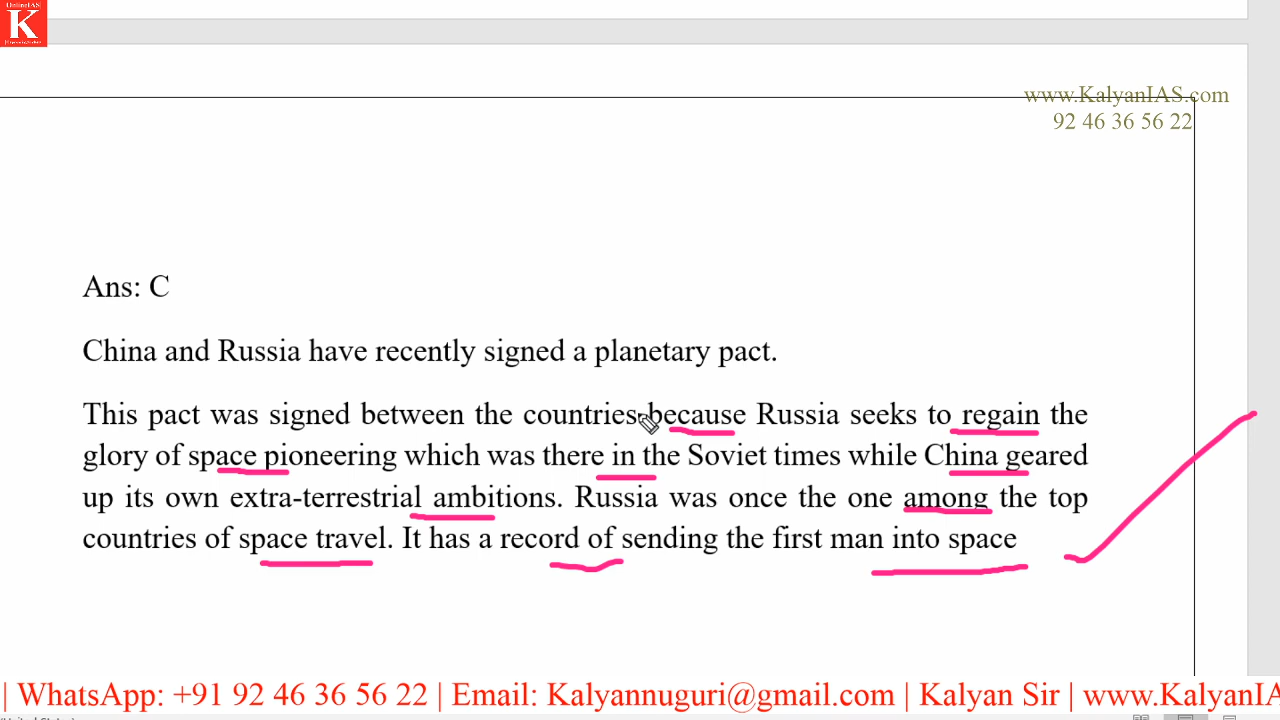 OnlineIAS
K
www.KalyanIAS.com
92 46 36 56 22
Ans: C
China and Russia have recently signed a planetary pact.
This pact was signed between the countries because Russia seeks to regain the
glory of space pioneering which was there in the Soviet times while China geared
up its own extra-terrestrial ambitions. Russia was once the one among the top
countries of space travel. It has a record of sending the first man into space
| WhatsApp: +91 92 46 36 56 22 | Email: Kalyannuguri@gmail.com | Kalyan Sir | www.KalyanIA